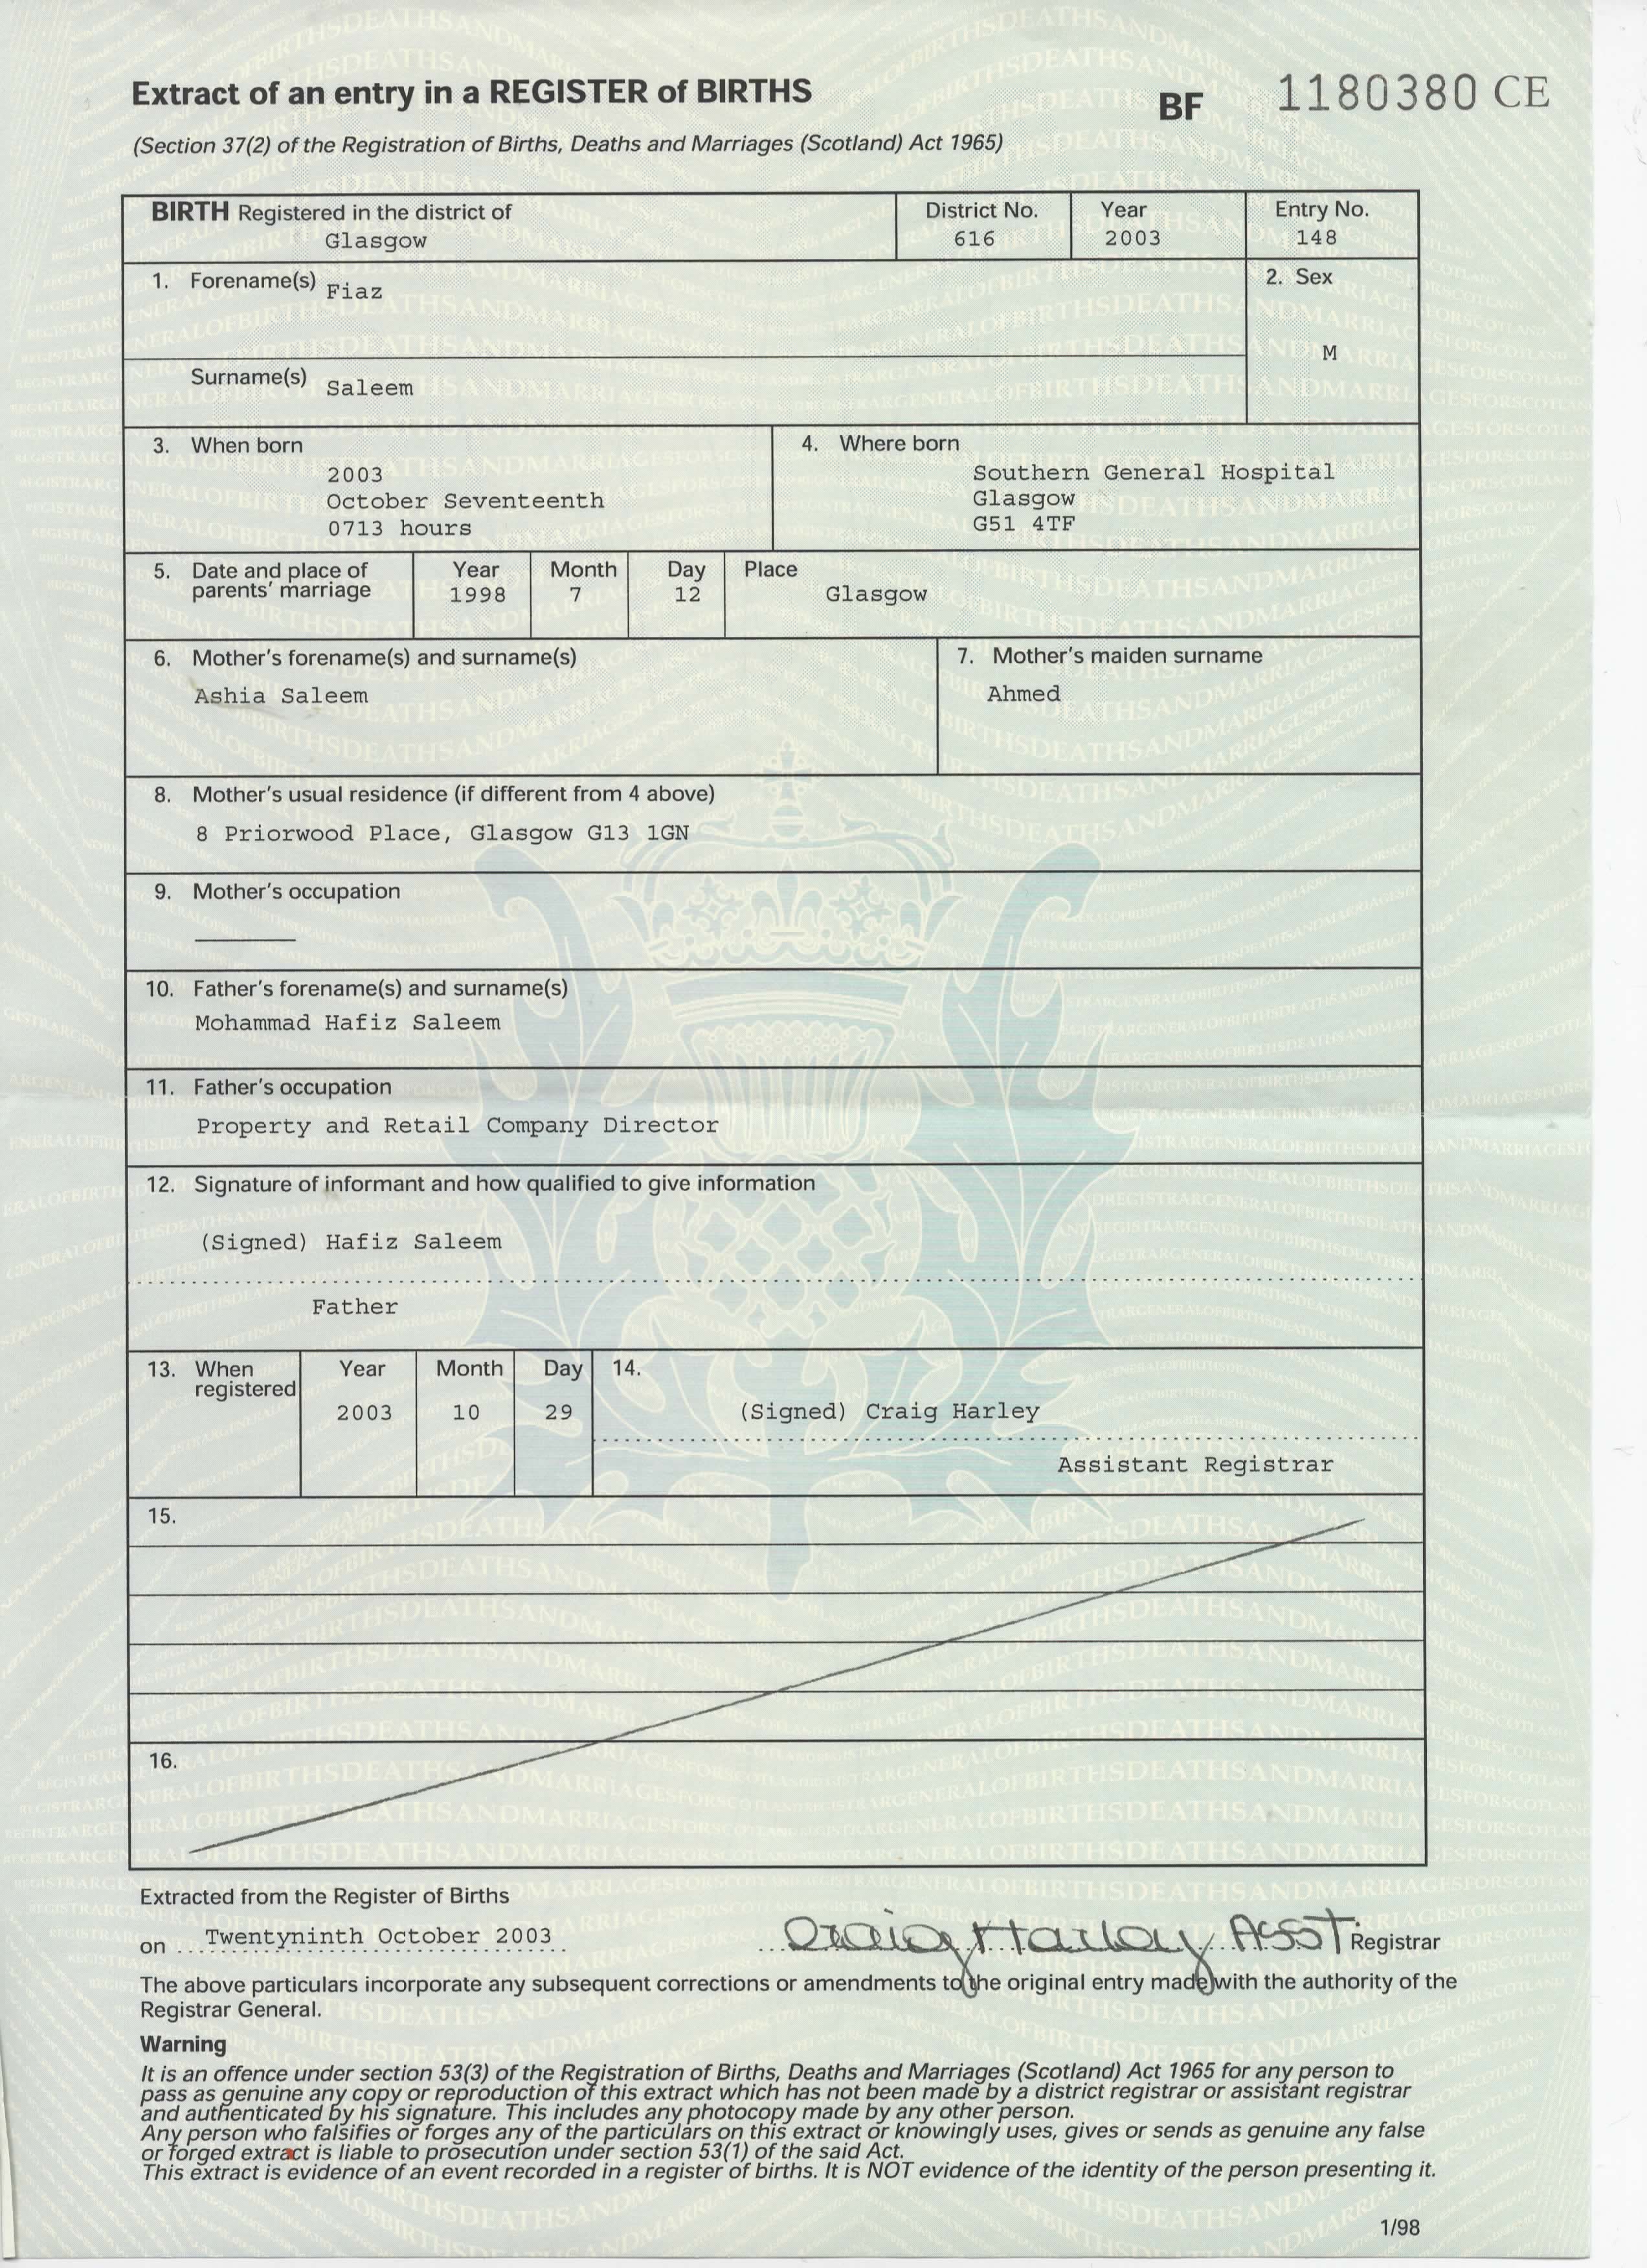 Extract of an entry in a REGISTER of BIRTHS
BF 1180380 CE
(Section 37(2) of the Registration of Births, Deaths and Marriages (Scotland) Act 1965)
BIRTH Registered in the district of
Glasgow
District No.
616
Year
2003
Entry No.
148
1. Forename(s) Fiaz
2. Sex
M
Surname(s) Saleem
3. When born
2003
October Seventeenth
0713 hours
4. Where born
Southern General Hospital
Glasgow
G51 4TF
5. Date and place of
parents' marriage
Year
1998
Month
7
Day
12
Place
Glasgow
6. Mother's forename(s) and surname(s)
Ashia Saleem
7. Mother's maiden surname
Ahmed
8. Mother's usual residence (if different from 4 above)
8 Priorwood Place, Glasgow G13 1GN
9. Mother's occupation
10. Father's forename(s) and surname(s)
Mohammad Hafiz Saleem
11. Father's occupation
Property and Retail Company Director
12. Signature of informant and how qualified to give information
(Signed) Hafiz Saleem
Father
13. When
registered
Year
2003
Month
10
Day
29
14.
(Signed) Craig Harley
Assistant Registrar
15.
16.
Extracted from the Register of Births
on Twentyninth October 2003
Craig Harley Asst Registrar
The above particulars incorporate any subsequent corrections or amendments to the original entry made with the authority of the
Registrar General.
Warning
It is an offence under section 53(3) of the Registration of Births, Deaths and Marriages (Scotland) Act 1965 for any person to
pass as genuine any copy or reproduction of this extract which has not been made by a district registrar or assistant registrar
and authenticated by his signature. This includes any photocopy made by any other person.
Any person who falsifies or forges any of the particulars on this extract or knowingly uses, gives or sends as genuine any false
or forged extract is liable to prosecution under section 53(1) of the said Act.
This extract is evidence of an event recorded in a register of births. It is NOT evidence of the identity of the person presenting it.
1/98